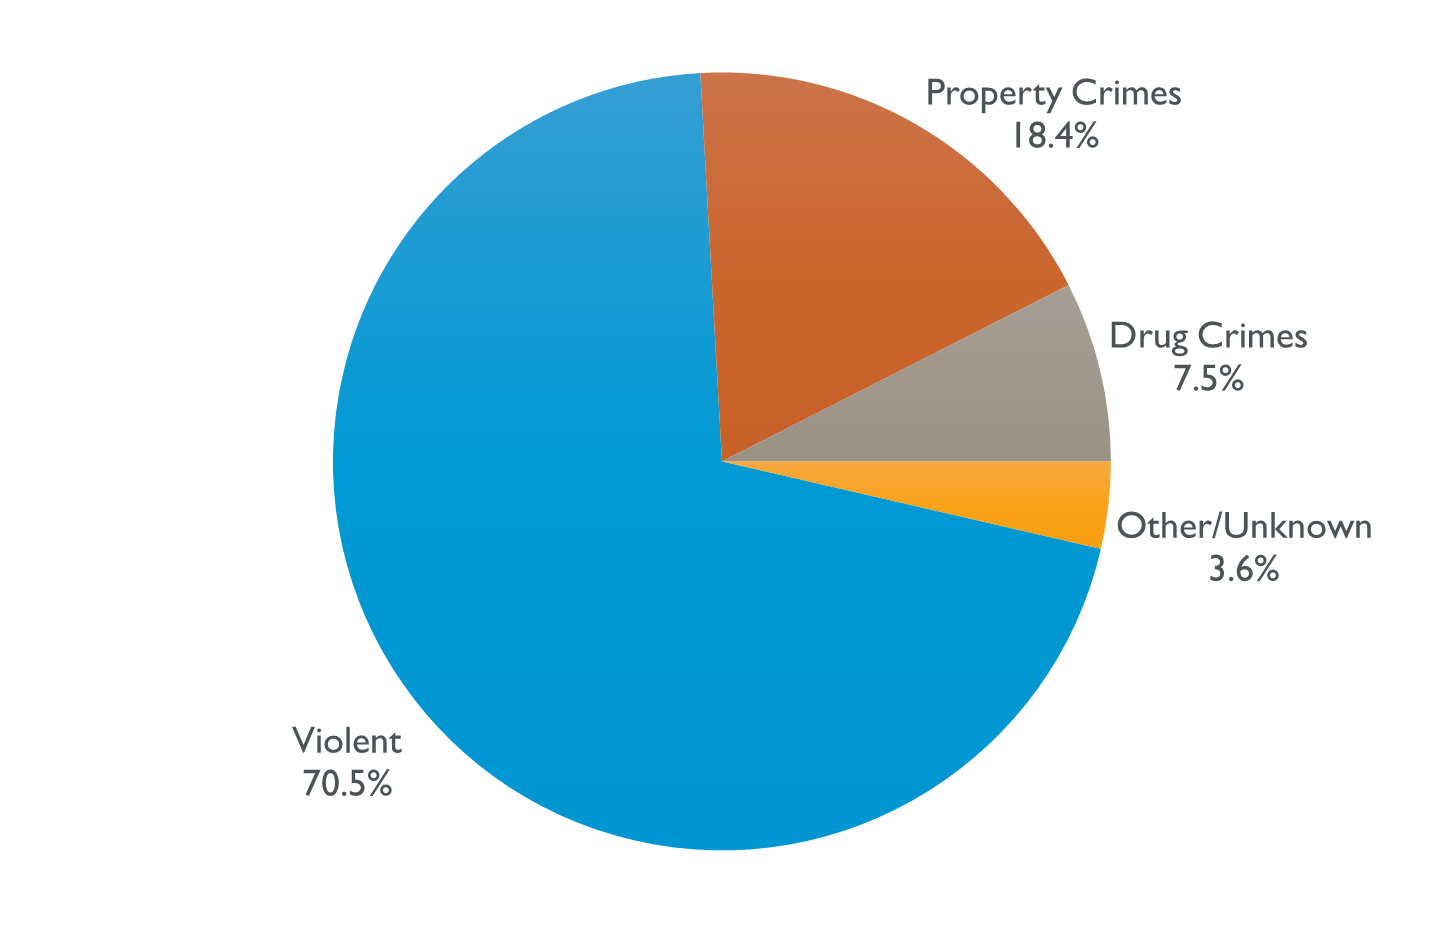 Property Crimes
18.4%
Drug Crimes
7.5%
Other/Unknown
3.6%
Violent
70.5%